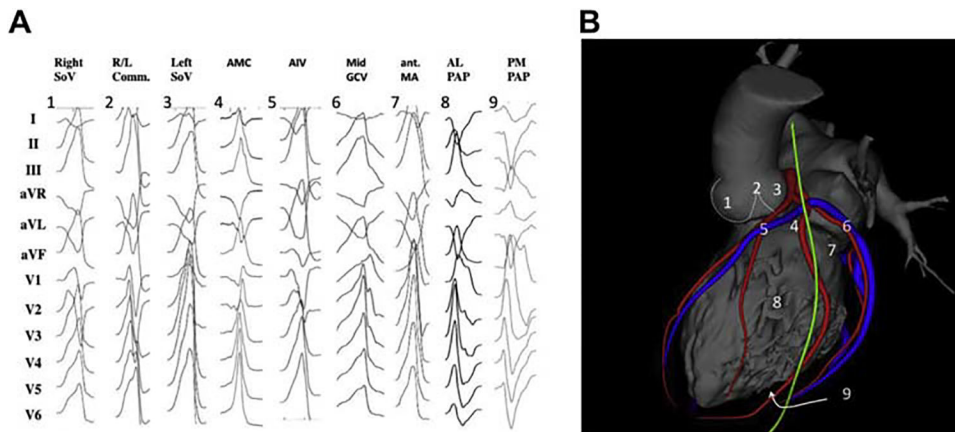 A
Right SoV
R/L Comm.
Left SoV
AMC
AIV
Mid GCV
ant. MA
AL PAP
PM PAP
1 2 3 4 5 6 7 8 9
I
II
III
aVR
aVL
aVF
V1
V2
V3
V4
V5
V6
B
1
2
3
4
5
6
7
8
9